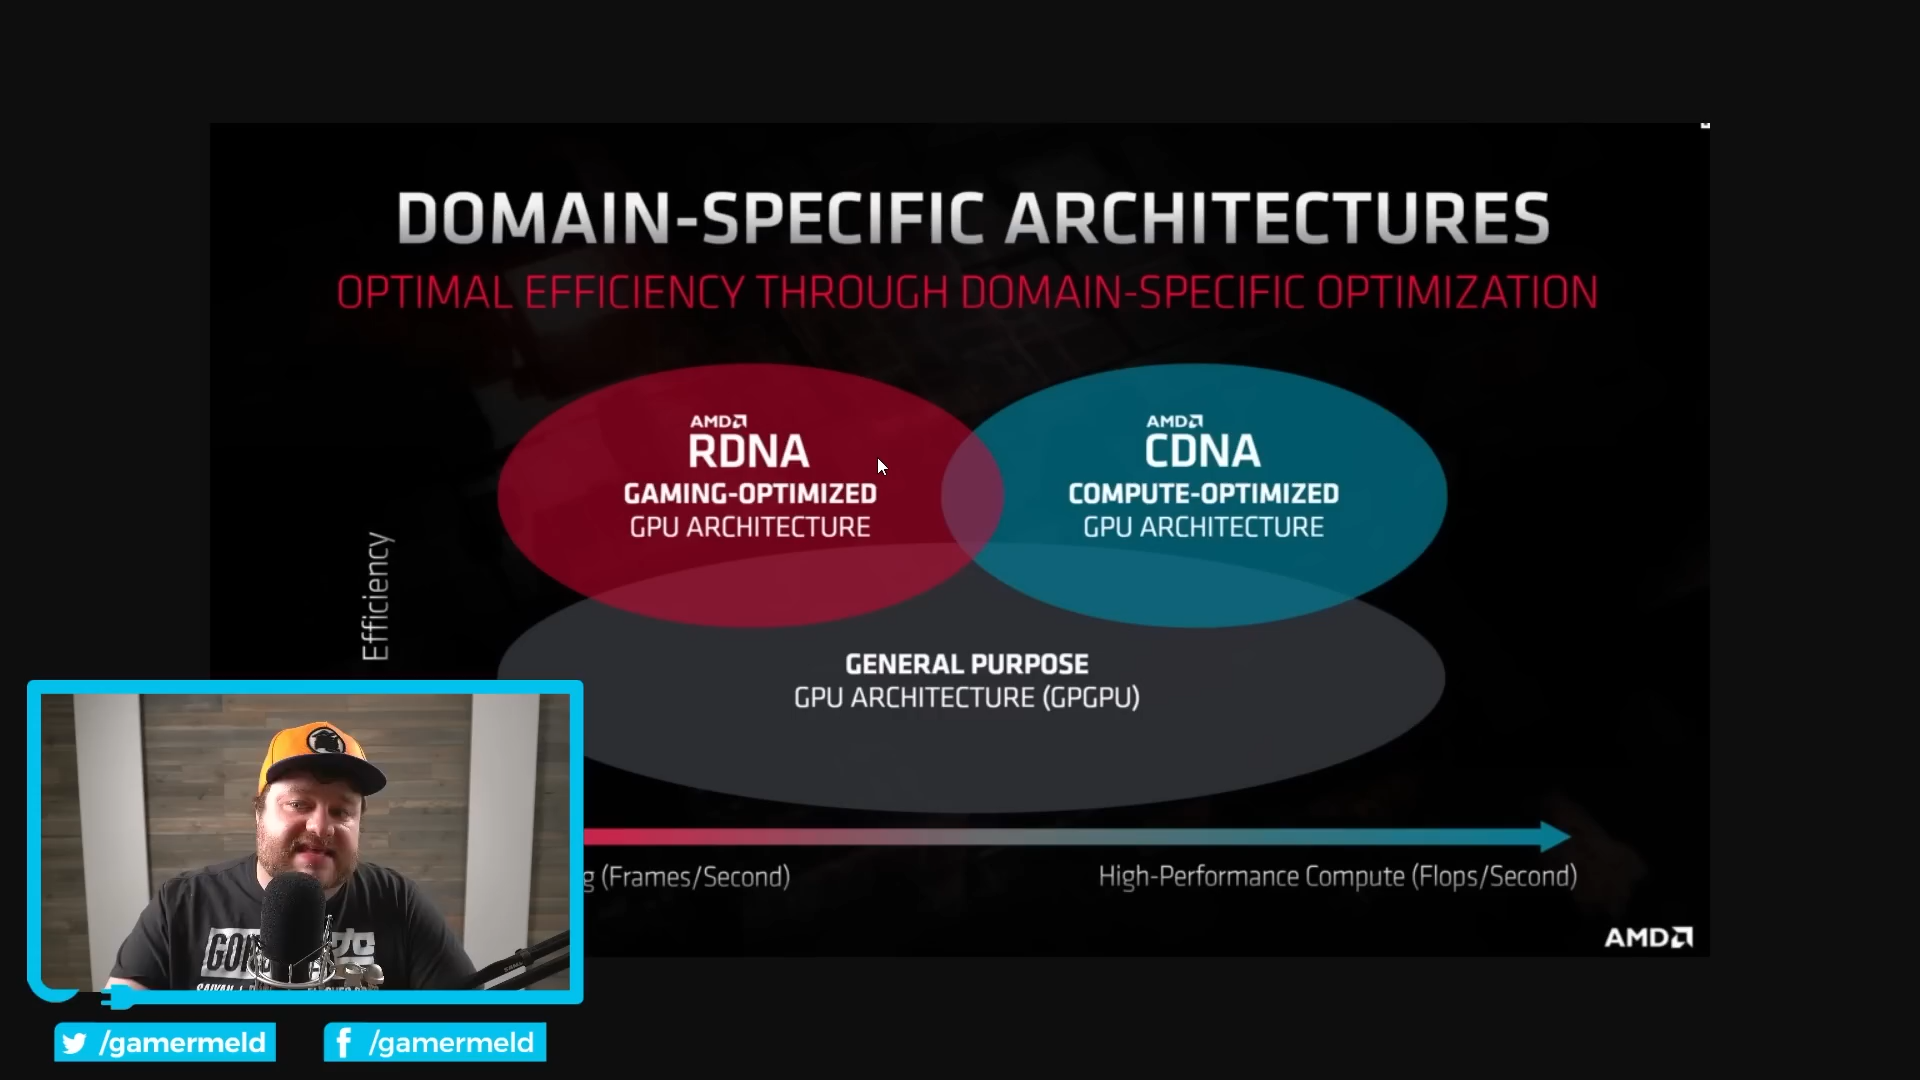 DOMAIN-SPECIFIC ARCHITECTURES
OPTIMAL EFFICIENCY THROUGH DOMAIN-SPECIFIC OPTIMIZATION
AMD
RDNA
GAMING-OPTIMIZED
GPU ARCHITECTURE
AMD
CDNA
COMPUTE-OPTIMIZED
GPU ARCHITECTURE
Efficiency
GENERAL PURPOSE
GPU ARCHITECTURE (GPGPU)
g (Frames/Second)
High-Performance Compute (Flops/Second)
AMD
/gamermeld
/gamermeld